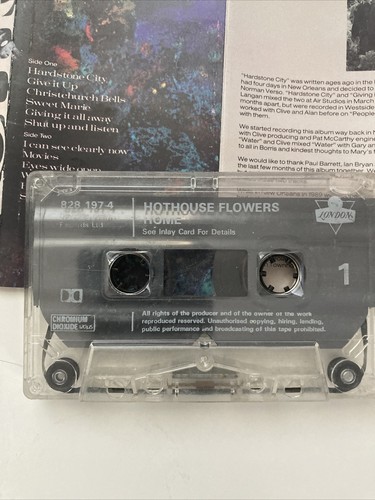 Side One
Hardstone City
Give it Up
Christchurch Bells
Sweet Marie
Giving it all away
Shut up and listen
Side Two
I can see clearly now
Movies
Eyes wide open
"Hardstone City" was written ages ago in the
had four days in New Orleans and decided to
Norman Verso. "Hardstone City" and "Giving
Langan mixed the two at Air Studios in March
months apart, but were recorded in Westside
worked with Clive and Alan before on "People
with them.
We started recording this album way back in
with Clive producing and Pat McCarthy engine
"Water" and Clive mixed "Water" with Gary an
to all in Borris and kindest thoughts to Mary's
We would like to thank Paul Barrett, Ian Bryan
the last few months of this album together. W
828 197-4
HOTHOUSE FLOWERS
HOME
See Inlay Card For Details
LONDON
1
CHROMIUM
DIOXIDE
All rights of the producer and of the owner of the work
reproduced reserved. Unauthorised copying, hiring, lending,
public performance and broadcasting of this tape prohibited.